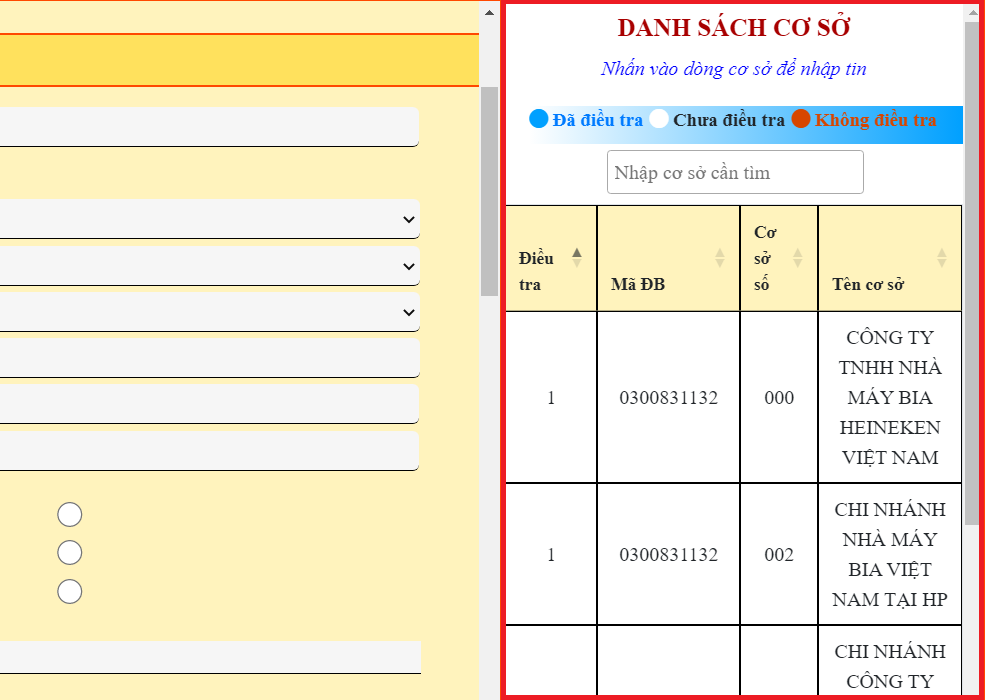 DANH SÁCH CƠ SỞ
Nhấn vào dòng cơ sở để nhập tin
Đã điều tra Chưa điều tra Không điều tra
Nhập cơ sở cần tìm
Điều
tra
Mã ĐB
Cơ
sở
số
Tên cơ sở
1
0300831132
000
CÔNG TY
TNHH NHÀ
MÁY BIA
HEINEKEN
VIỆT NAM
1
0300831132
002
CHI NHÁNH
NHÀ MÁY
BIA VIỆT
NAM TẠI HP
CHI NHÁNH
CÔNG TY